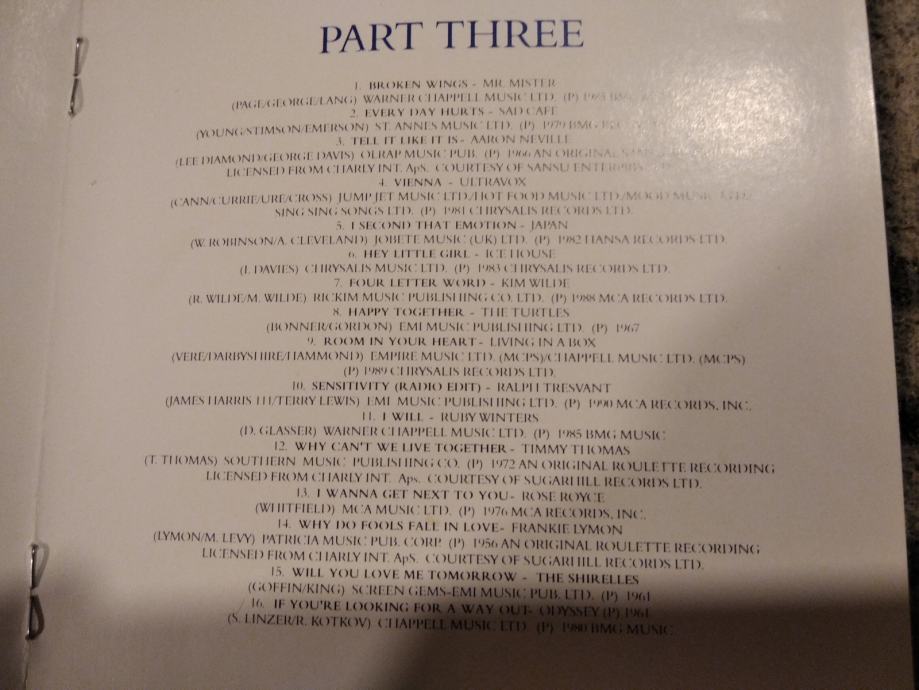 PART THREE
1. BROKEN WINGS - MR. MISTER
(PAGE/GEORGE/LANG) WARNER CHAPPELL MUSIC LTD. (P) 1985 BMG
2. EVERY DAY HURTS - SAD CAFE
(YOUNG/STIMSON/EMERSON) ST. ANNES MUSIC LTD. (P) 1979 BMG
3. TELL IT LIKE IT IS - AARON NEVILLE
(LEE DIAMOND/GEORGE DAVIS) OLRAP MUSIC PUB. (P) 1966 AN ORIGINAL
LICENSED FROM CHARLY INT. ApS. COURTESY OF SANSU
4. VIENNA - ULTRAVOX
(CANN/CURRIE/URE/CROSS) JUMP JET MUSIC LTD/HOT FOOD MUSIC LTD/MOOD MUSIC LTD/
SING SING SONGS LTD. (P) 1981 CHRYSALIS RECORDS LTD.
5. I SECOND THAT EMOTION - JAPAN
(W. ROBINSON/A. CLEVELAND) JOBETE MUSIC (UK) LTD. (P) 1982 HANSA RECORDS LTD.
6. HEY LITTLE GIRL - ICEHOUSE
(I. DAVIES) CHRYSALIS MUSIC LTD. (P) 1983 CHRYSALIS RECORDS LTD.
7. FOUR LETTER WORD - KIM WILDE
(R. WILDE/M. WILDE) RICKIM MUSIC PUBLISHING CO. LTD. (P) 1988 MCA RECORDS LTD.
8. HAPPY TOGETHER - THE TURTLES
(BONNER/GORDON) EMI MUSIC PUBLISHING LTD. (P) 1967
9. ROOM IN YOUR HEART - LIVING IN A BOX
(VERE/DARBYSHIRE/HAMMOND) EMPIRE MUSIC LTD. (MCPS)/CHAPPELL MUSIC LTD. (MCPS)
(P) 1989 CHRYSALIS RECORDS LTD.
10. SENSITIVITY (RADIO EDIT) - RALPH TRESVANT
(JAMES HARRIS 111/TERRY LEWIS) EMI MUSIC PUBLISHING LTD. (P) 1990 MCA RECORDS, INC.
11. I WILL - RUBY WINTERS
(D. GLASSER) WARNER CHAPPELL MUSIC LTD. (P) 1985 BMG MUSIC
12. WHY CAN'T WE LIVE TOGETHER - TIMMY THOMAS
(T. THOMAS) SOUTHERN MUSIC PUBLISHING CO. (P) 1972 AN ORIGINAL ROULETTE RECORDING
LICENSED FROM CHARLY INT. Aps. COURTESY OF SUGARHILL RECORDS LTD.
13. I WANNA GET NEXT TO YOU- ROSE ROYCE
(WHITFIELD) MCA MUSIC LTD. (P) 1976 MCA RECORDS, INC.
14. WHY DO FOOLS FALL IN LOVE- FRANKIE LYMON
(LYMON/M. LEVY) PATRICIA MUSIC PUB. CORP. (P) 1956 AN ORIGINAL ROULETTE RECORDING
LICENSED FROM CHARLY INT. ApS. COURTESY OF SUGARHILL RECORDS LTD.
15. WILL YOU LOVE ME TOMORROW - THE SHIRELLES
(GOFFIN/KING) SCREEN GEMS-EMI MUSIC PUB. LTD. (P) 1961
16. IF YOU'RE LOOKING FOR A WAY OUT- ODYSSEY (P) 1961
(S. LINZER/R. KOTKOV) CHAPPELL MUSIC LTD. (P) 1980 BMG MUSIC